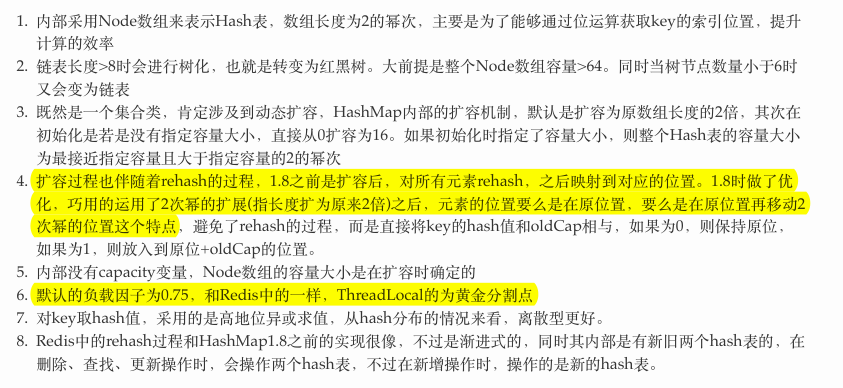 1. 内部采用Node数组来表示Hash表，数组长度为2的幂次，主要是为了能够通过位运算获取key的索引位置，提升
计算的效率
2. 链表长度>8时会进行树化，也就是转变为红黑树。大前提是整个Node数组容量>64。同时当树节点数量小于6时
又会变为链表
3. 既然是一个集合类，肯定涉及到动态扩容，HashMap内部的扩容机制，默认是扩容为原数组长度的2倍，其次在
初始化是若是没有指定容量大小，直接从0扩容为16。如果初始化时指定了容量大小，则整个Hash表的容量大小
为最接近指定容量且大于指定容量的2的幂次
4. 扩容过程也伴随着rehash的过程，1.8之前是扩容后，对所有元素rehash，之后映射到对应的位置。1.8时做了优
化，巧用的运用了2次幂的扩展(指长度扩为原来2倍)之后，元素的位置要么是在原位置，要么是在原位置再移动2
次幂的位置这个特点，避免了rehash的过程，而是直接将key的hash值和oldCap相与，如果为0，则保持原位，
如果为1，则放入到原位+oldCap的位置。
5. 内部没有capacity变量，Node数组的容量大小是在扩容时确定的
6. 默认的负载因子为0.75，和Redis中的一样，ThreadLocal的为黄金分割点
7. 对key取hash值，采用的是高地位异或求值，从hash分布的情况来看，离散型更好。
8. Redis中的rehash过程和HashMap1.8之前的实现很像，不过是渐进式的，同时其内部是有新旧两个hash表的，在
删除、查找、更新操作时，会操作两个hash表，不过在新增操作时，操作的是新的hash表。